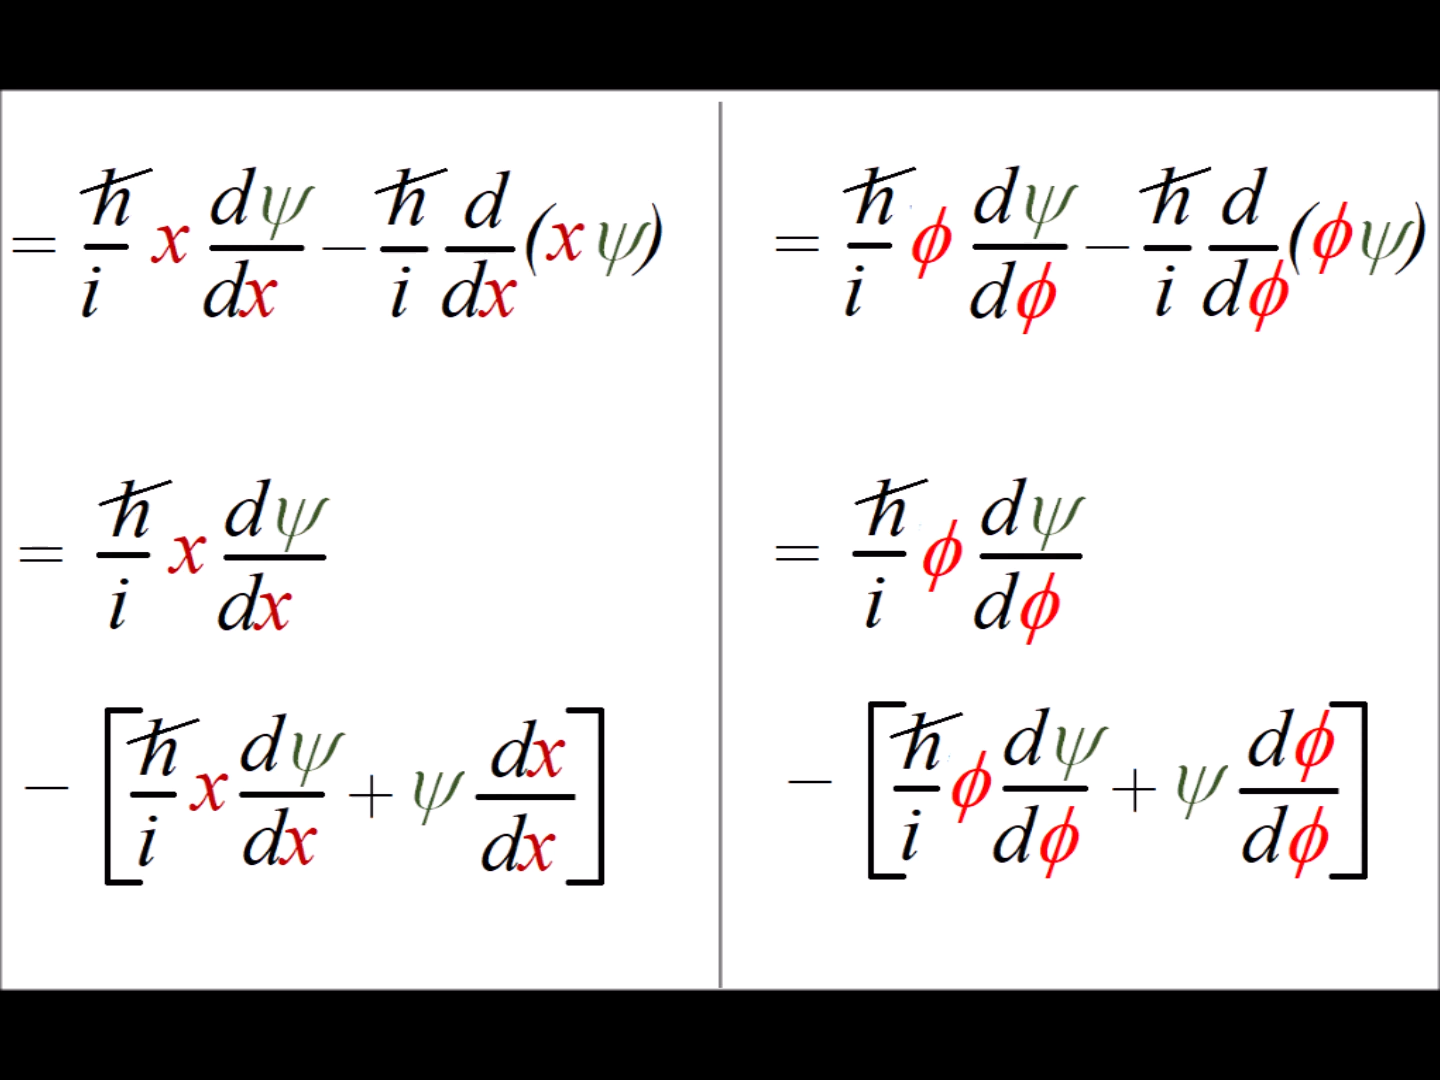 = ħ/i x dψ/dx − ħ/i d/dx (xψ)
= ħ/i x dψ/dx
− [ħ/i x dψ/dx + ψ dx/dx]
= ħ/i ϕ dψ/dϕ − ħ/i d/dϕ (ϕψ)
= ħ/i ϕ dψ/dϕ
− [ħ/i ϕ dψ/dϕ + ψ dϕ/dϕ]